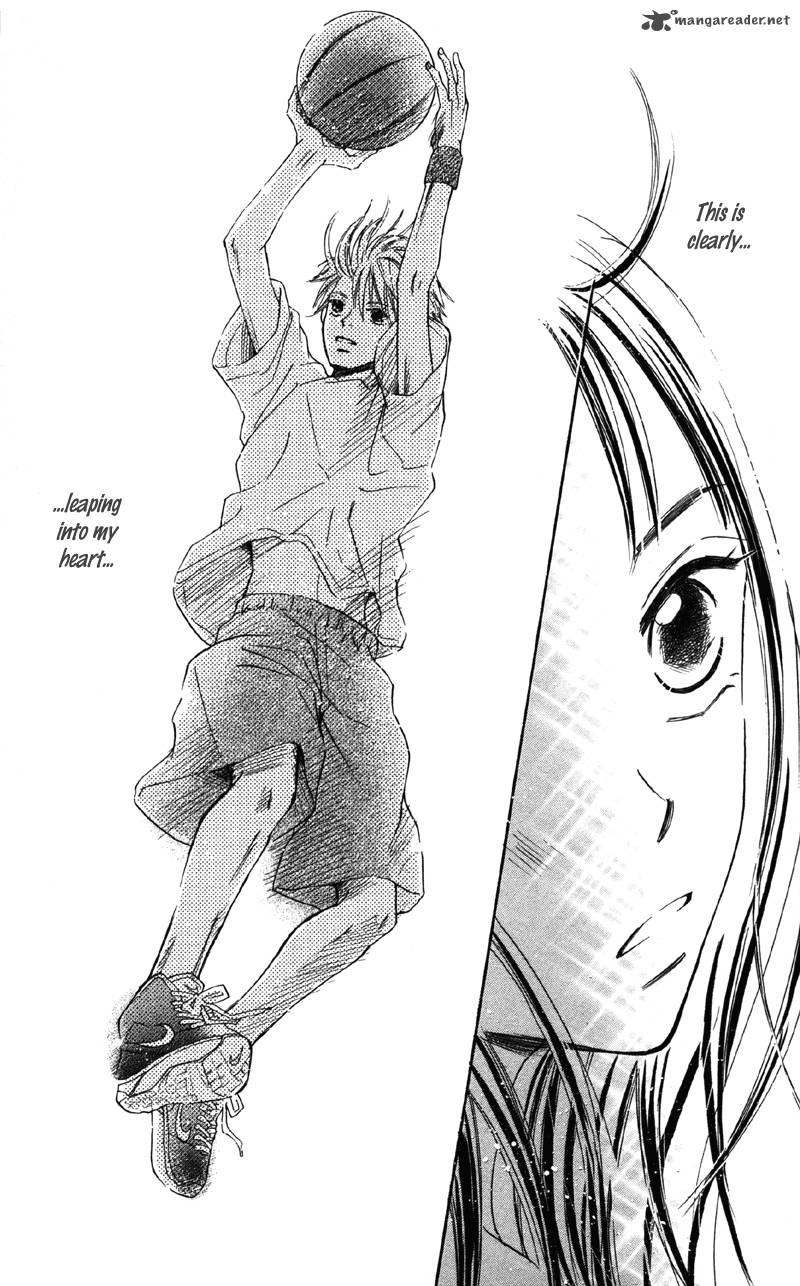 mangareader.net
This is
clearly...
...leaping
into my
heart...